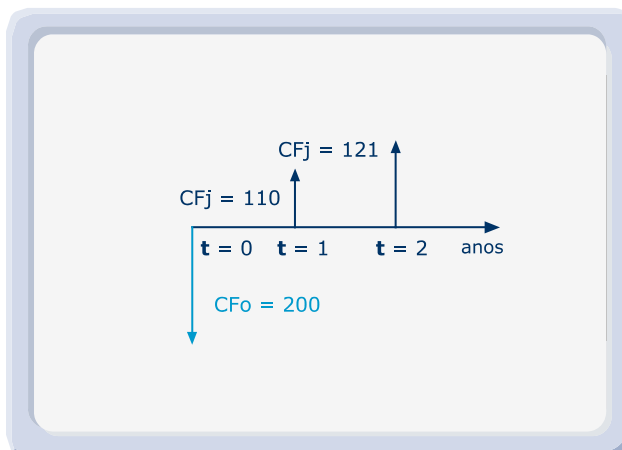 CFj = 121
CFj = 110
t = 0 t = 1 t = 2 anos
CFo = 200